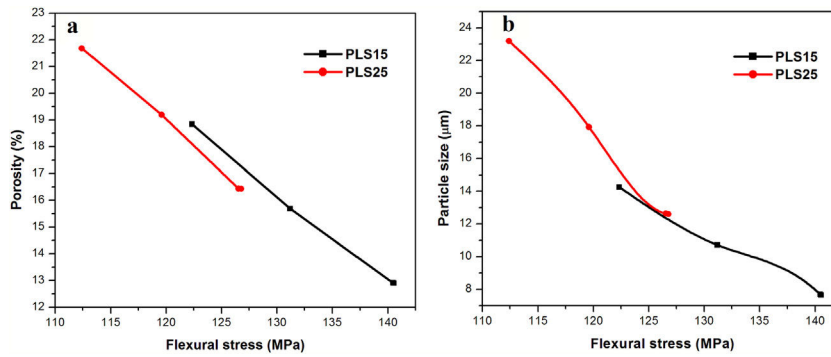 a
PLS15
PLS25
Porosity (%)
23
22
21
20
19
18
17
16
15
14
13
12
110 115 120 125 130 135 140
Flexural stress (MPa)
b
PLS15
PLS25
Particle size (μm)
24
22
20
18
16
14
12
10
8
110 115 120 125 130 135 140
Flexural stress (MPa)